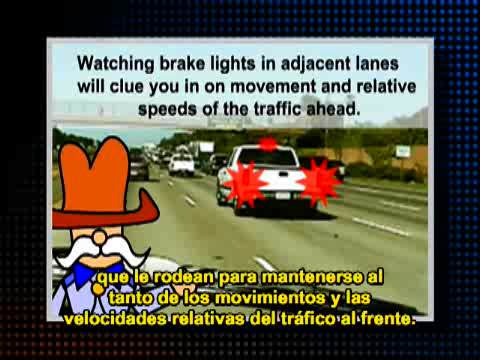 Watching brake lights in adjacent lanes
will clue you in on movement and relative
speeds of the traffic ahead.
que le rodean para mantenerse al
tanto de los movimientos y las
velocidades relativas del tráfico al frente.